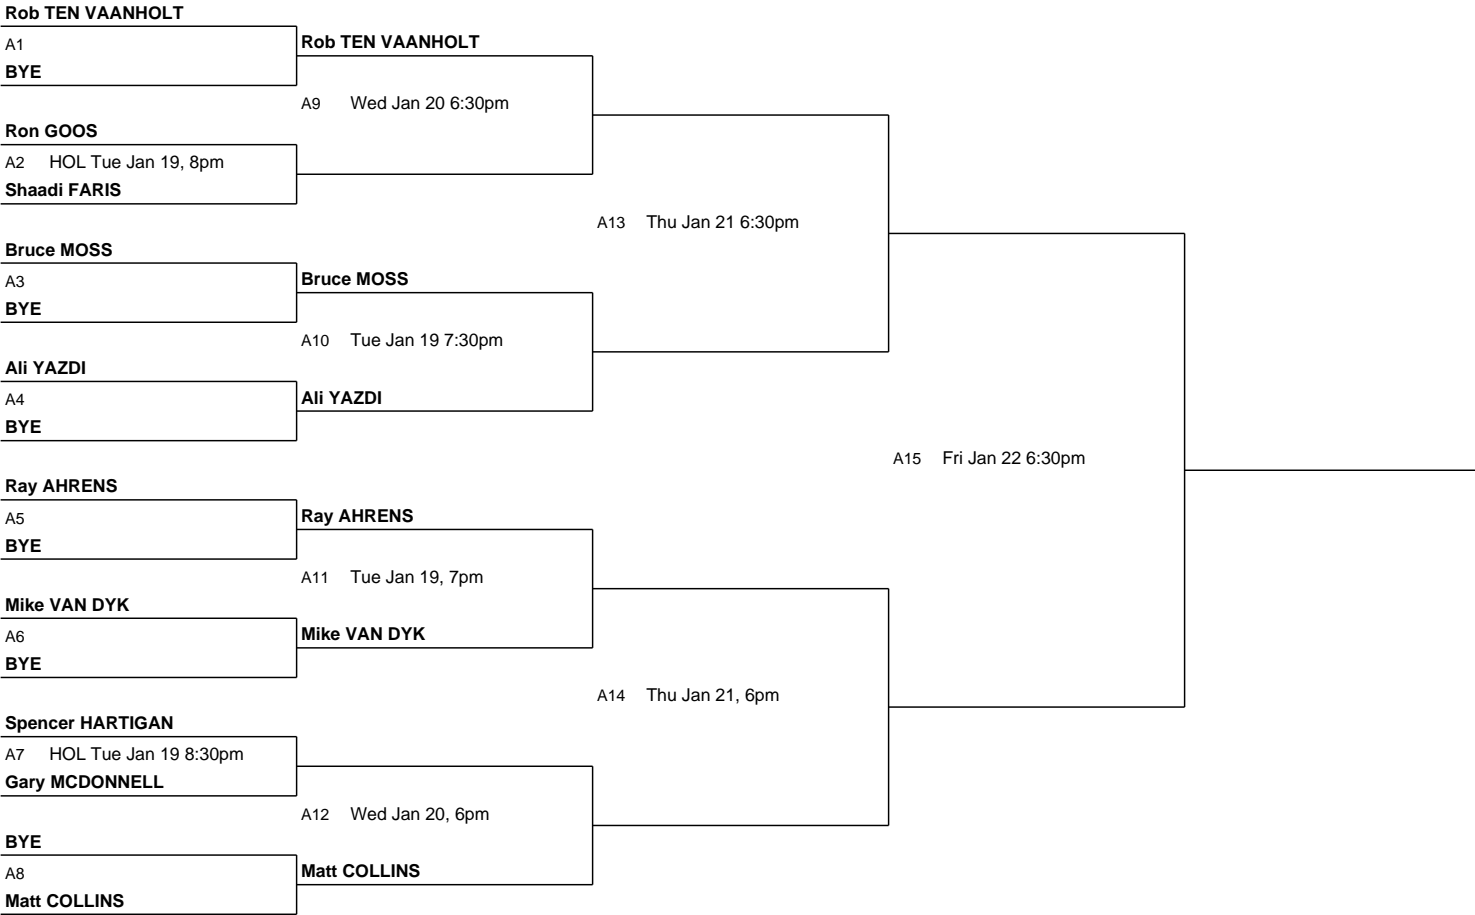 Rob TEN VAANHOLT
A1
BYE
Rob TEN VAANHOLT
A9 Wed Jan 20 6:30pm
Ron GOOS
A2 HOL Tue Jan 19, 8pm
Shaadi FARIS
A13 Thu Jan 21 6:30pm
Bruce MOSS
A3
BYE
Bruce MOSS
A10 Tue Jan 19 7:30pm
Ali YAZDI
A4
BYE
Ali YAZDI
A15 Fri Jan 22 6:30pm
Ray AHRENS
A5
BYE
Ray AHRENS
A11 Tue Jan 19, 7pm
Mike VAN DYK
A6
BYE
Mike VAN DYK
A14 Thu Jan 21, 6pm
Spencer HARTIGAN
A7 HOL Tue Jan 19 8:30pm
Gary MCDONNELL
A12 Wed Jan 20, 6pm
BYE
A8
Matt COLLINS
Matt COLLINS